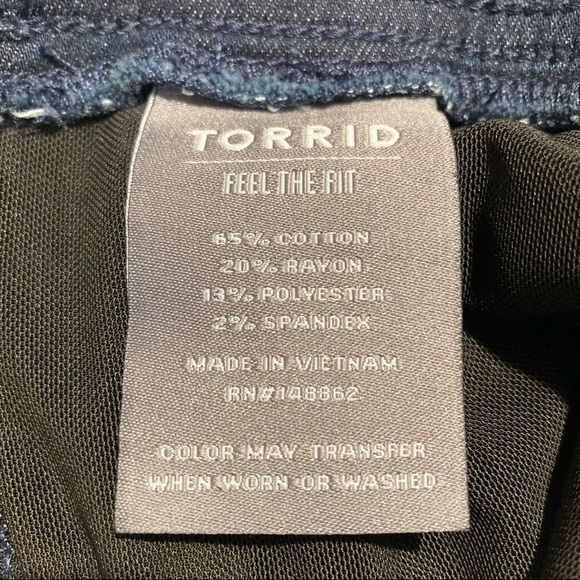 TORRID
FEEL THE FIT
65% COTTON
20% RAYON
13% POLYESTER
2% SPANDEX
MADE IN VIETNAM
RN#148862
COLOR MAY TRANSFER
WHEN WORN OR WASHED